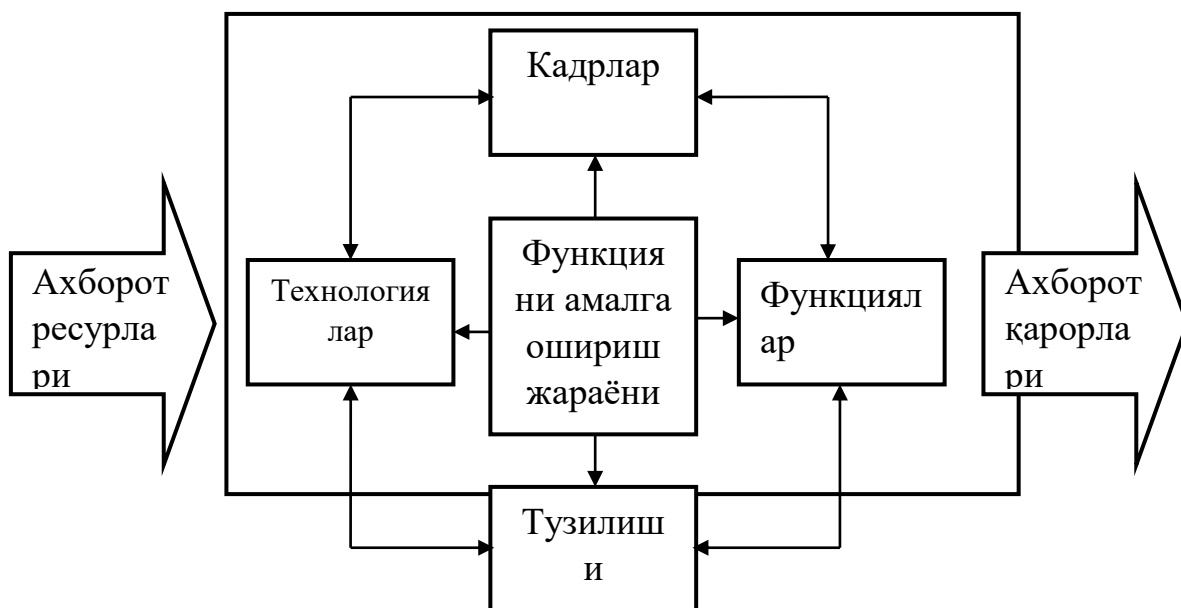 Кадрлар
Ахборот
ресурла
ри
Технология
лар
Функция
ни амалга
ошириш
жараёни
Функциял
ар
Ахборот
қарорла
ри
Тузилиш
и